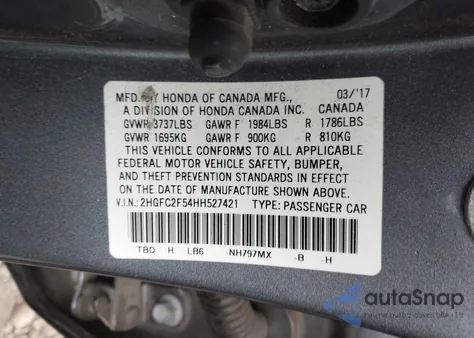 MFD. BY HONDA OF CANADA MFG., 03/'17
A DIVISION OF HONDA CANADA INC. CANADA
GVWR 3737LBS GAWR F 1984LBS R 1786LBS
GVWR 1695KG GAWR F 900KG R 810KG
THIS VEHICLE CONFORMS TO ALL APPLICABLE
FEDERAL MOTOR VEHICLE SAFETY, BUMPER,
AND THEFT PREVENTION STANDARDS IN EFFECT
ON THE DATE OF MANUFACTURE SHOWN ABOVE.
V.I.N.: 2HGFC2F54HH527421 TYPE: PASSENGER CAR
TBD H LB6 NH797MX B H
autoSnap